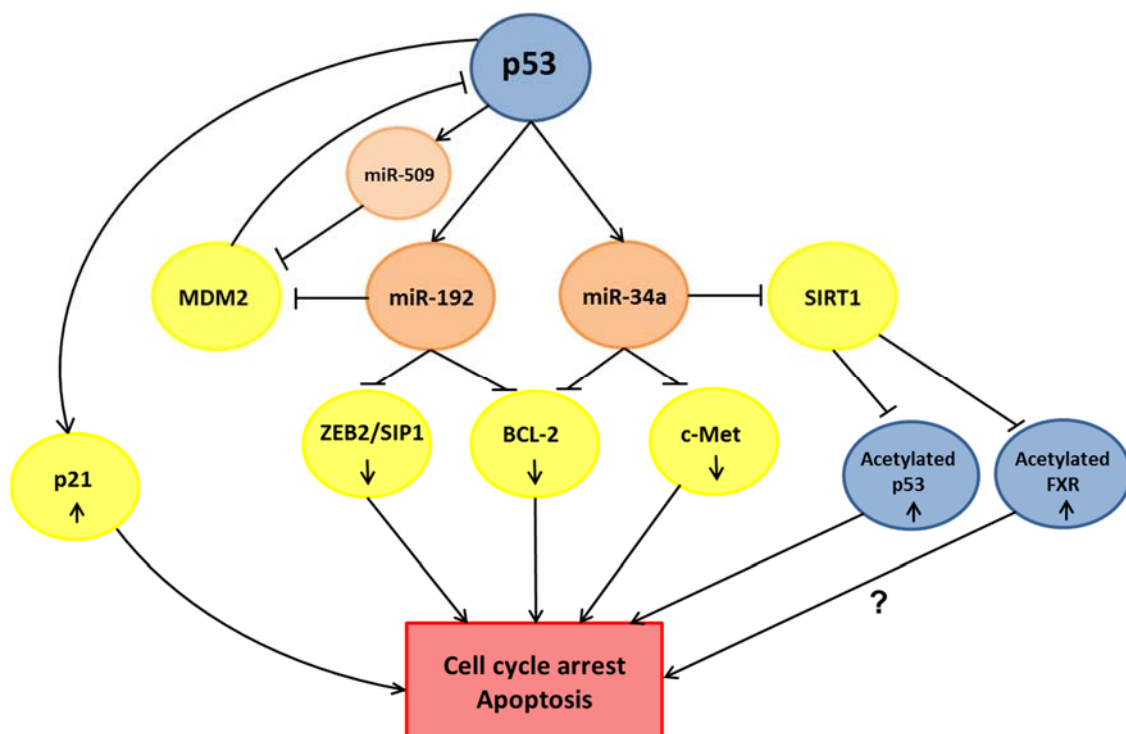 p53
miR-509
MDM2
miR-192
miR-34a
SIRT1
ZEB2/SIP1
BCL-2
c-Met
p21
Acetylated
p53
Acetylated
FXR
?
Cell cycle arrest
Apoptosis